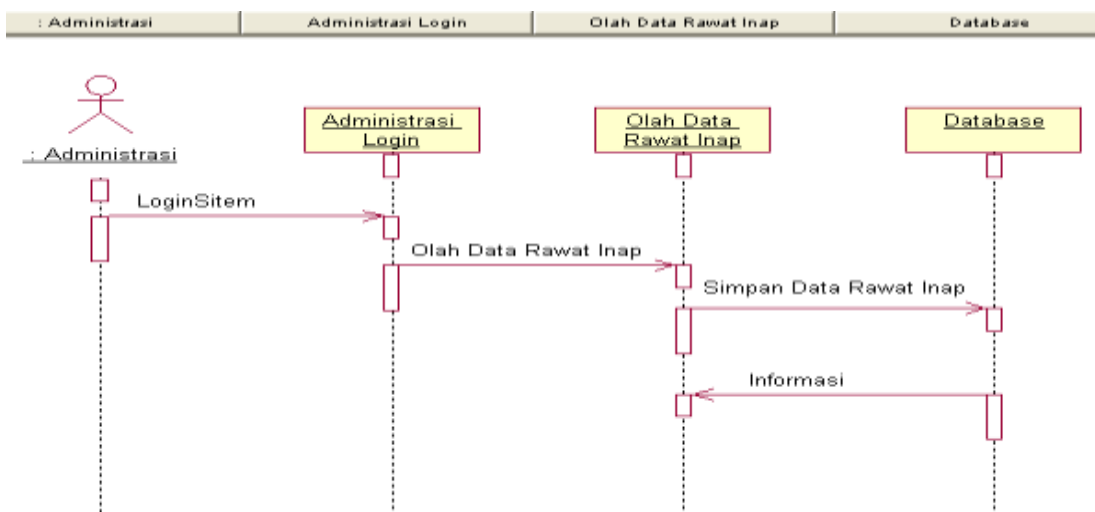 : Administrasi
Administrasi Login
Olah Data Rawat Inap
Database
Administrasi
Login
Olah Data
Rawat Inap
Database
: Administrasi
LoginSitem
Olah Data Rawat Inap
Simpan Data Rawat Inap
Informasi